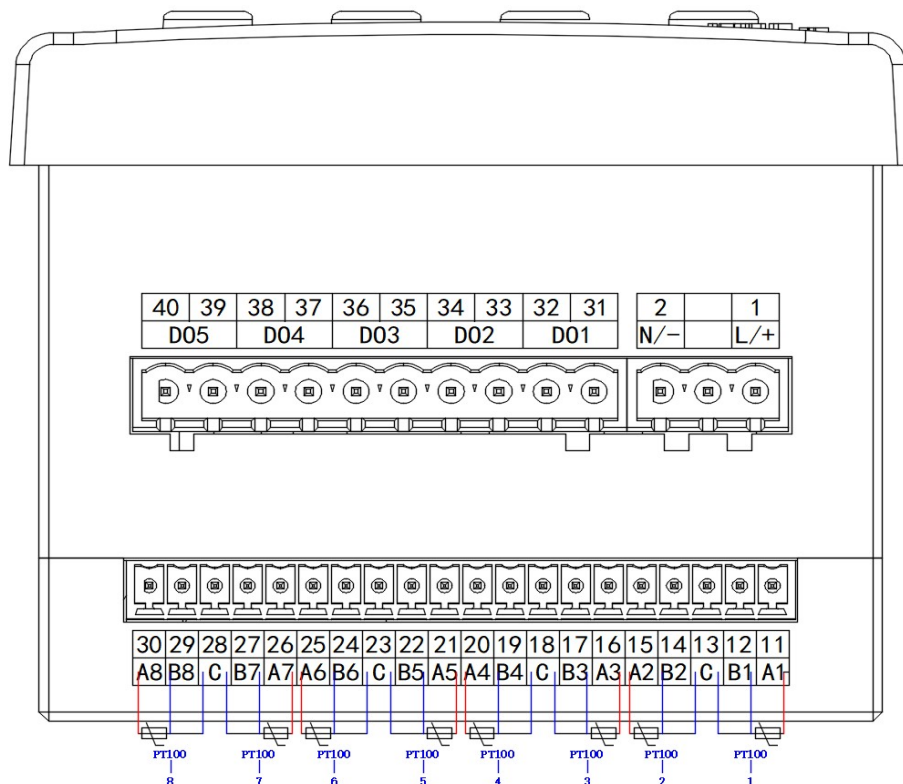 40 39 38 37 36 35 34 33 32 31 2 1
D05 D04 D03 D02 D01 N/- L/+
30 29 28 27 26 25 24 23 22 21 20 19 18 17 16 15 14 13 12 11
A8 B8 C B7 A7 A6 B6 C B5 A5 A4 B4 C B3 A3 A2 B2 C B1 A1
PT100 PT100 PT100 PT100 PT100 PT100 PT100 PT100
8 7 6 5 4 3 2 1